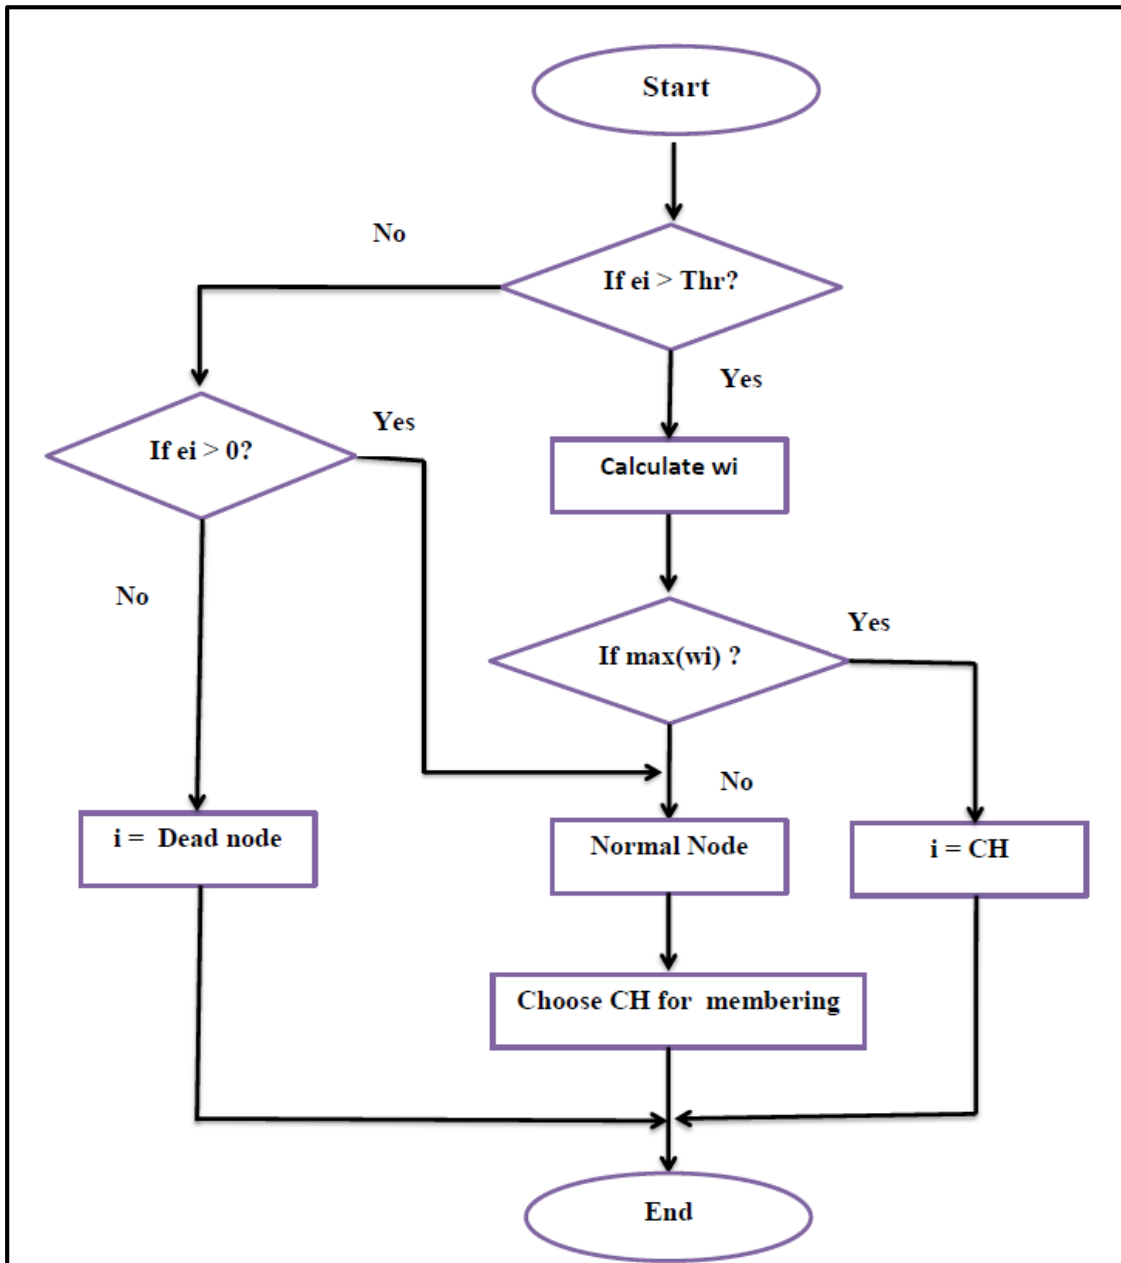 Start
No
If ei > Thr?
Yes
If ei > 0?
Yes
Calculate wi
No
If max(wi) ?
Yes
No
i =  Dead node
Normal Node
i = CH
Choose CH for  membering
End